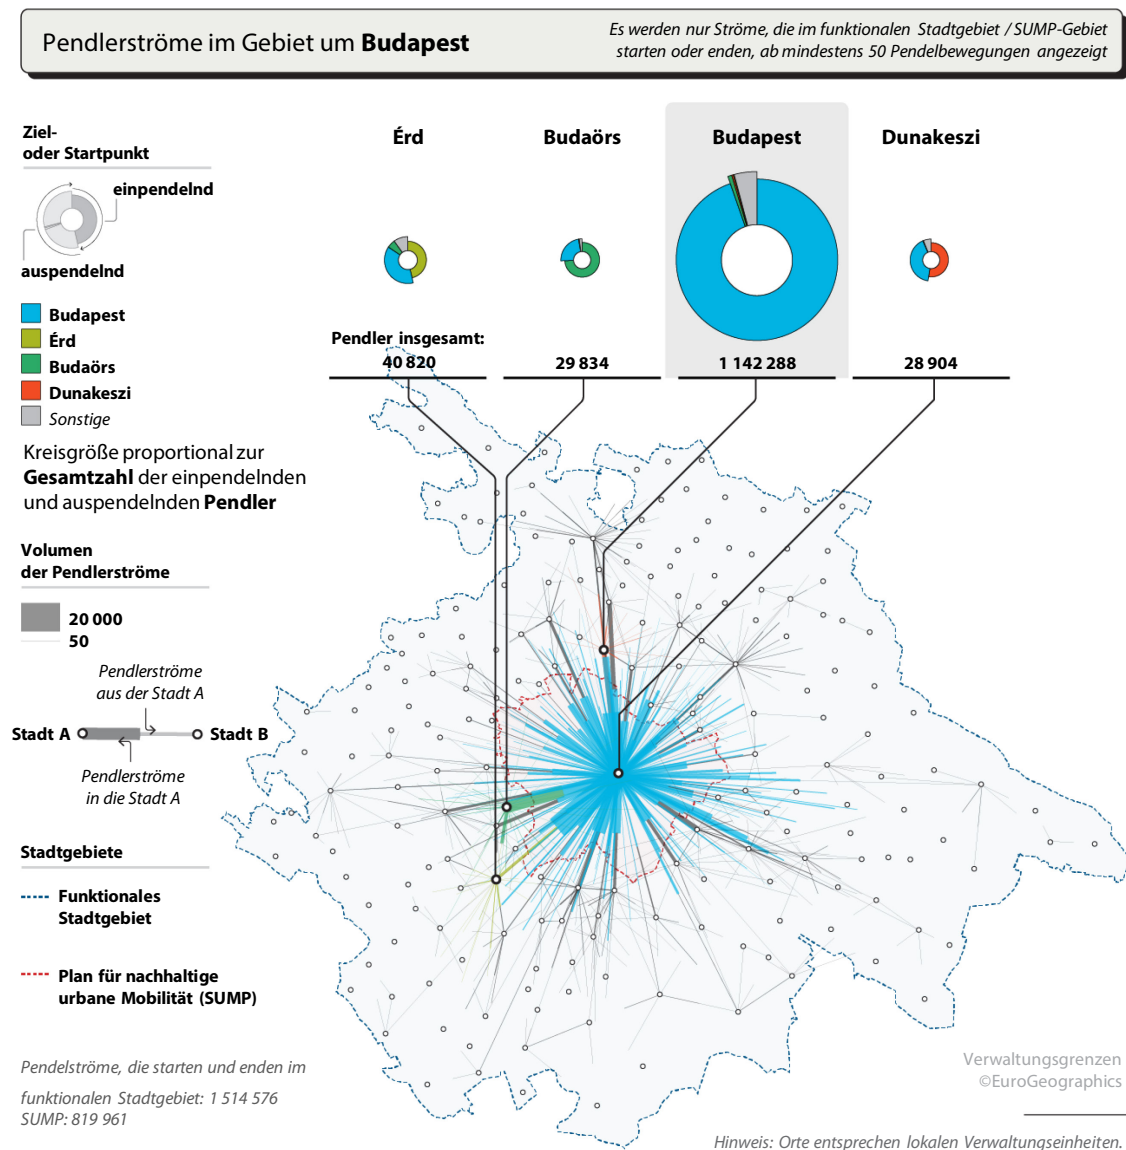 Pendlerströme im Gebiet um Budapest
Es werden nur Ströme, die im funktionalen Stadtgebiet / SUMP-Gebiet
starten oder enden, ab mindestens 50 Pendelbewegungen angezeigt
Ziel-
oder Startpunkt
einpendelnd
auspendelnd
Budapest
Érd
Budaörs
Dunakeszi
Sonstige
Kreisgröße proportional zur
Gesamtzahl der einpendelnden
und auspendelnden Pendler
Érd
Budaörs
Budapest
Dunakeszi
Pendler insgesamt:
40 820
29 834
1 142 288
28 904
Volumen
der Pendlerströme
20 000
50
Pendlerströme
aus der Stadt A
Stadt A
Stadt B
Pendlerströme
in die Stadt A
Stadtgebiete
Funktionales
Stadtgebiet
Plan für nachhaltige
urbane Mobilität (SUMP)
Pendelströme, die starten und enden im
funktionalen Stadtgebiet: 1 514 576
SUMP: 819 961
Verwaltungsgrenzen
©EuroGeographics
Hinweis: Orte entsprechen lokalen Verwaltungseinheiten.